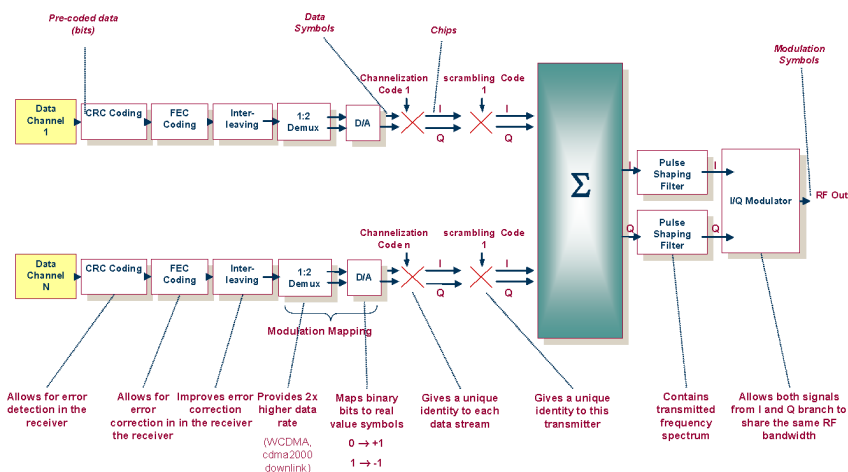 Pre-coded data
(bits)
Data
Symbols
Chips
Modulation
Symbols
Channelization
Code 1
scrambling Code
1
Data
Channel
1
CRC Coding
FEC
Coding
Inter-
leaving
1:2
Demux
D/A
I
Q
I
Q
Σ
I
Pulse
Shaping
Filter
I
Q
Pulse
Shaping
Filter
Q
I/Q Modulator
RF Out
Channelization
Code n
scrambling Code
1
Data
Channel
N
CRC Coding
FEC
Coding
Inter-
leaving
1:2
Demux
D/A
I
Q
I
Q
Modulation Mapping
Allows for error
detection in the
receiver
Allows for
error
correction in
the receiver
Improves error
correction
in the receiver
Provides 2x
higher data
rate
(WCDMA,
cdma2000
downlink)
Maps binary
bits to real
value symbols
0 → +1
1 → -1
Gives a unique
identity to each
data stream
Gives a unique
identity to this
transmitter
Contains
transmitted
frequency
spectrum
Allows both signals
from I and Q branch to
share the same RF
bandwidth